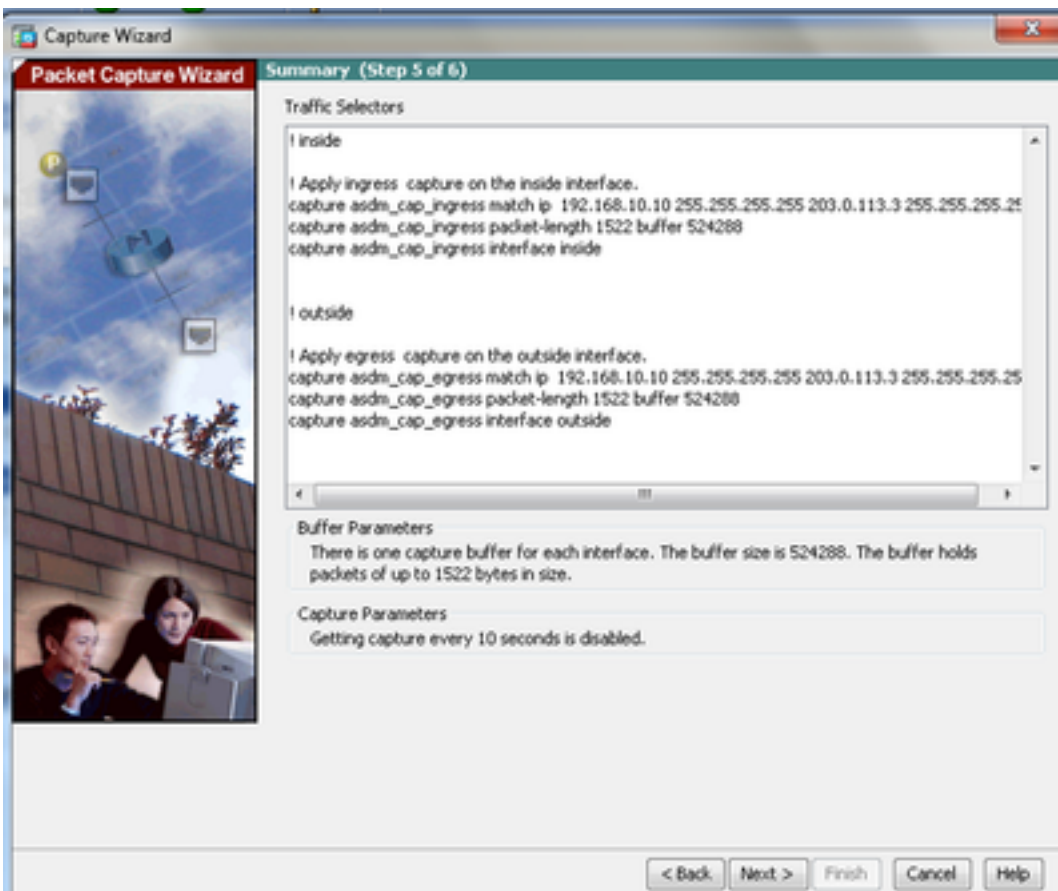 Capture Wizard
Packet Capture Wizard
Summary (Step 5 of 6)
Traffic Selectors
! inside
! Apply ingress capture on the inside interface.
capture asdm_cap_ingress match ip 192.168.10.10 255.255.255.255 203.0.113.3 255.255.255.25
capture asdm_cap_ingress packet-length 1522 buffer 524288
capture asdm_cap_ingress interface inside
! outside
! Apply egress capture on the outside interface.
capture asdm_cap_egress match ip 192.168.10.10 255.255.255.255 203.0.113.3 255.255.255.25
capture asdm_cap_egress packet-length 1522 buffer 524288
capture asdm_cap_egress interface outside
Buffer Parameters
There is one capture buffer for each interface. The buffer size is 524288. The buffer holds
packets of up to 1522 bytes in size.
Capture Parameters
Getting capture every 10 seconds is disabled.
< Back Next > Finish Cancel Help